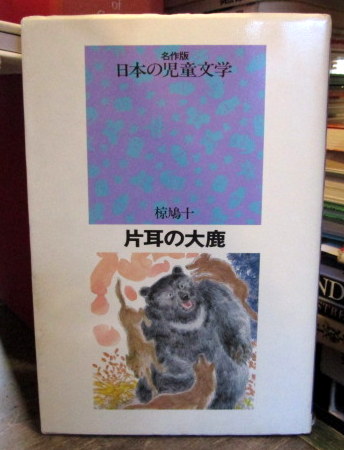 名作版
日本の児童文学
椋鳩十
片耳の大鹿